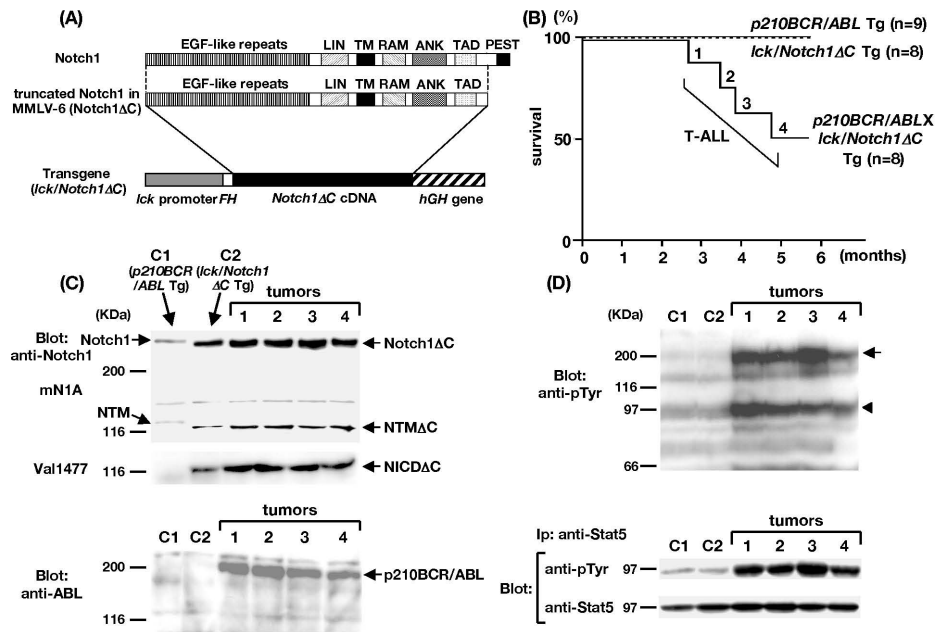 (A)
EGF-like repeats LIN TM RAM ANK TAD PEST
Notch1
EGF-like repeats LIN TM RAM ANK TAD
truncated Notch1 in
MMLV-6 (Notch1ΔC)
Transgene
(lck/Notch1ΔC)
lck promoter FH Notch1ΔC cDNA hGH gene
(B)
(%)
survival
100
50
0
p210BCR/ABL Tg (n=9)
lck/Notch1ΔC Tg (n=8)
1
2
3
4
T-ALL
p210BCR/ABLX
lck/Notch1ΔC
Tg (n=8)
0 1 2 3 4 5 6 (months)
(C)
C1
(p210BCR
/ABL Tg)
C2
(lck/Notch1
ΔC Tg)
tumors
(KDa) 1 2 3 4
Blot:
anti-Notch1
Notch1
Notch1ΔC
200
mN1A
NTM
116
NTMΔC
Val1477
116
NICDΔC
tumors
C1 C2 1 2 3 4
Blot:
anti-ABL
200
p210BCR/ABL
116
(D)
tumors
(KDa) C1 C2 1 2 3 4
Blot:
anti-pTyr
200
116
97
66
tumors
Ip: anti-Stat5
C1 C2 1 2 3 4
Blot:
anti-pTyr 97
anti-Stat5 97